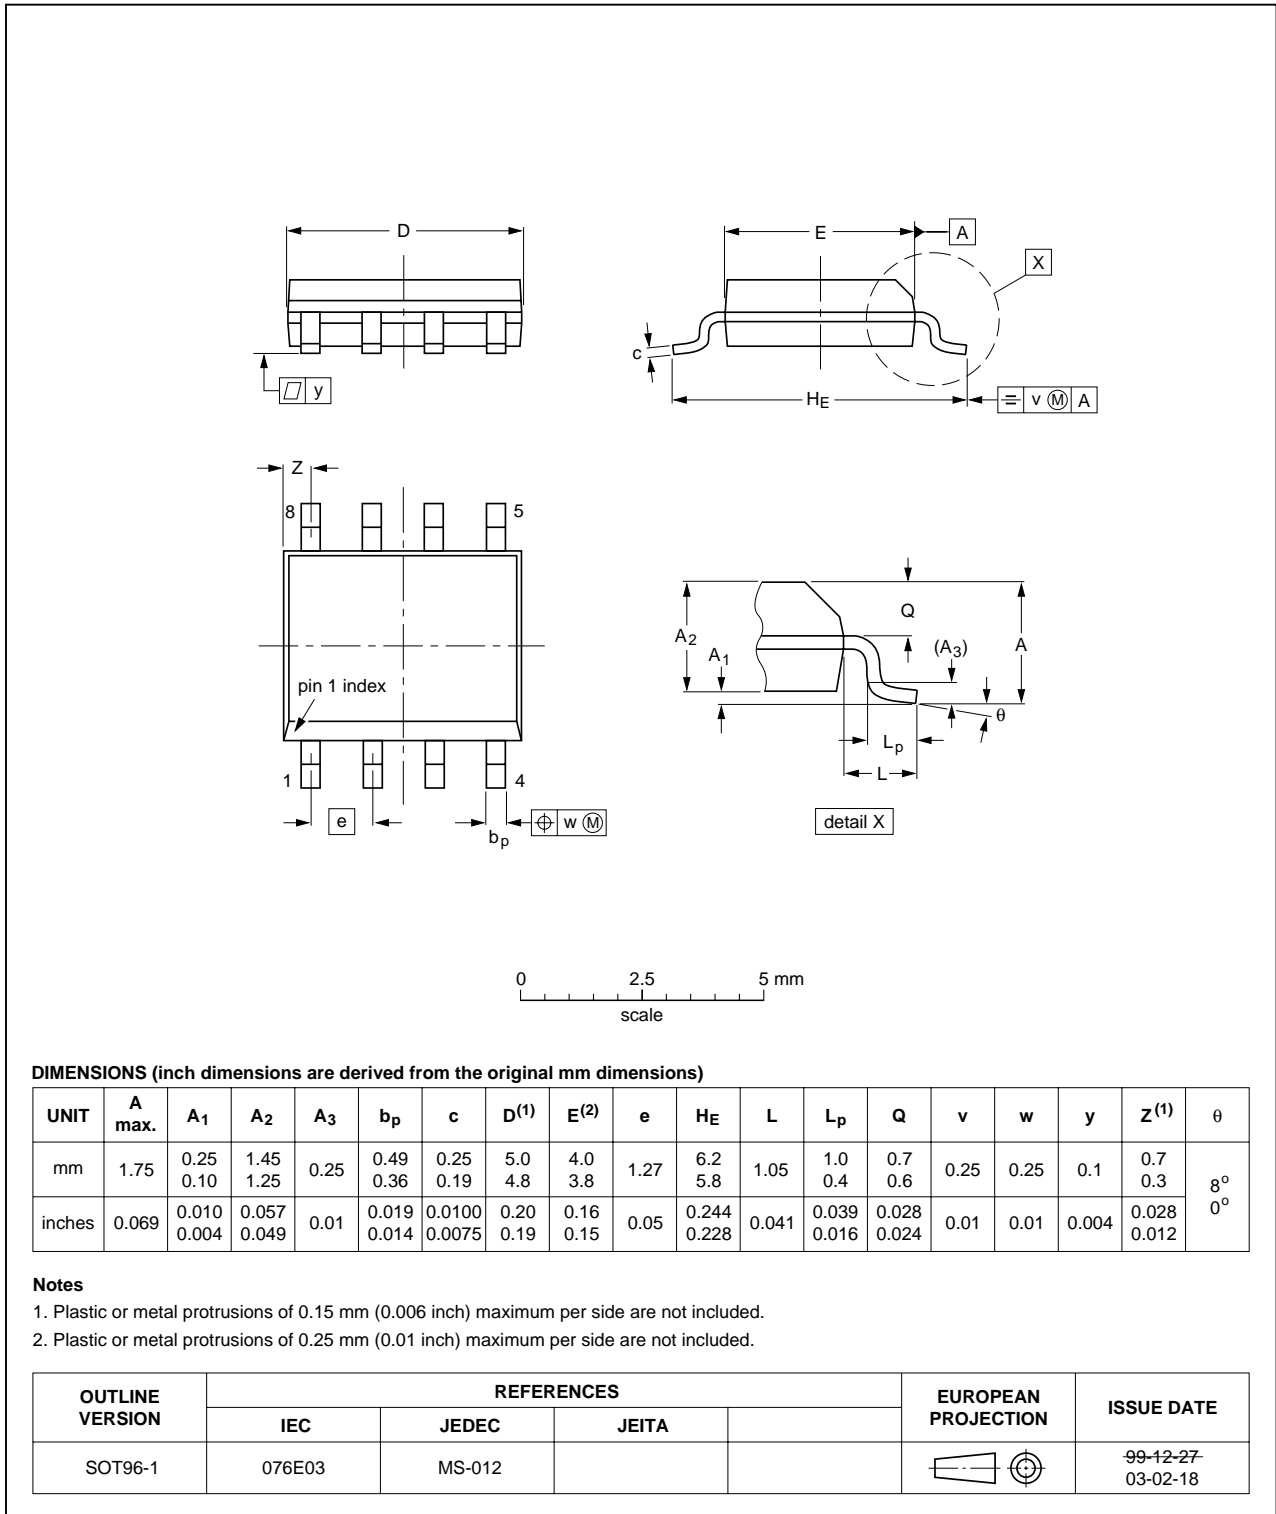 D
E
A
X
c
y
HE
v M A
Z
8
5
pin 1 index
1
4
e
bp
w M
A2
A1
Q
(A3)
A
Lp
L
θ
detail X
0 2.5 5 mm
scale
DIMENSIONS (inch dimensions are derived from the original mm dimensions)
UNIT A max. A1 A2 A3 bp c D(1) E(2) e HE L Lp Q v w y Z(1) θ
mm 1.75 0.25 0.10 1.45 1.25 0.25 0.49 0.36 0.25 0.19 5.0 4.8 4.0 3.8 1.27 6.2 5.8 1.05 1.0 0.4 0.7 0.6 0.25 0.25 0.1 0.7 0.3 8o 0o
inches 0.069 0.010 0.004 0.057 0.049 0.01 0.019 0.014 0.0100 0.0075 0.20 0.19 0.16 0.15 0.05 0.244 0.228 0.041 0.039 0.016 0.028 0.024 0.01 0.01 0.004 0.028 0.012
Notes
1. Plastic or metal protrusions of 0.15 mm (0.006 inch) maximum per side are not included.
2. Plastic or metal protrusions of 0.25 mm (0.01 inch) maximum per side are not included.
OUTLINE VERSION REFERENCES EUROPEAN PROJECTION ISSUE DATE
IEC JEDEC JEITA
SOT96-1 076E03 MS-012 99-12-27
03-02-18